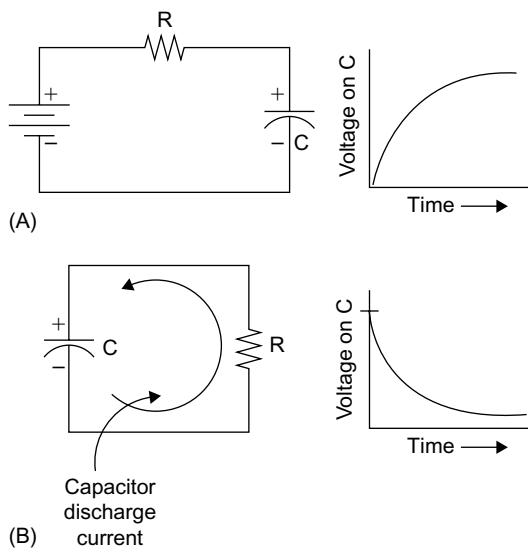 R
+
−
+
−
C
Voltage on C
Time
(A)
+
−
C
R
Voltage on C
Time
Capacitor
discharge
current
(B)